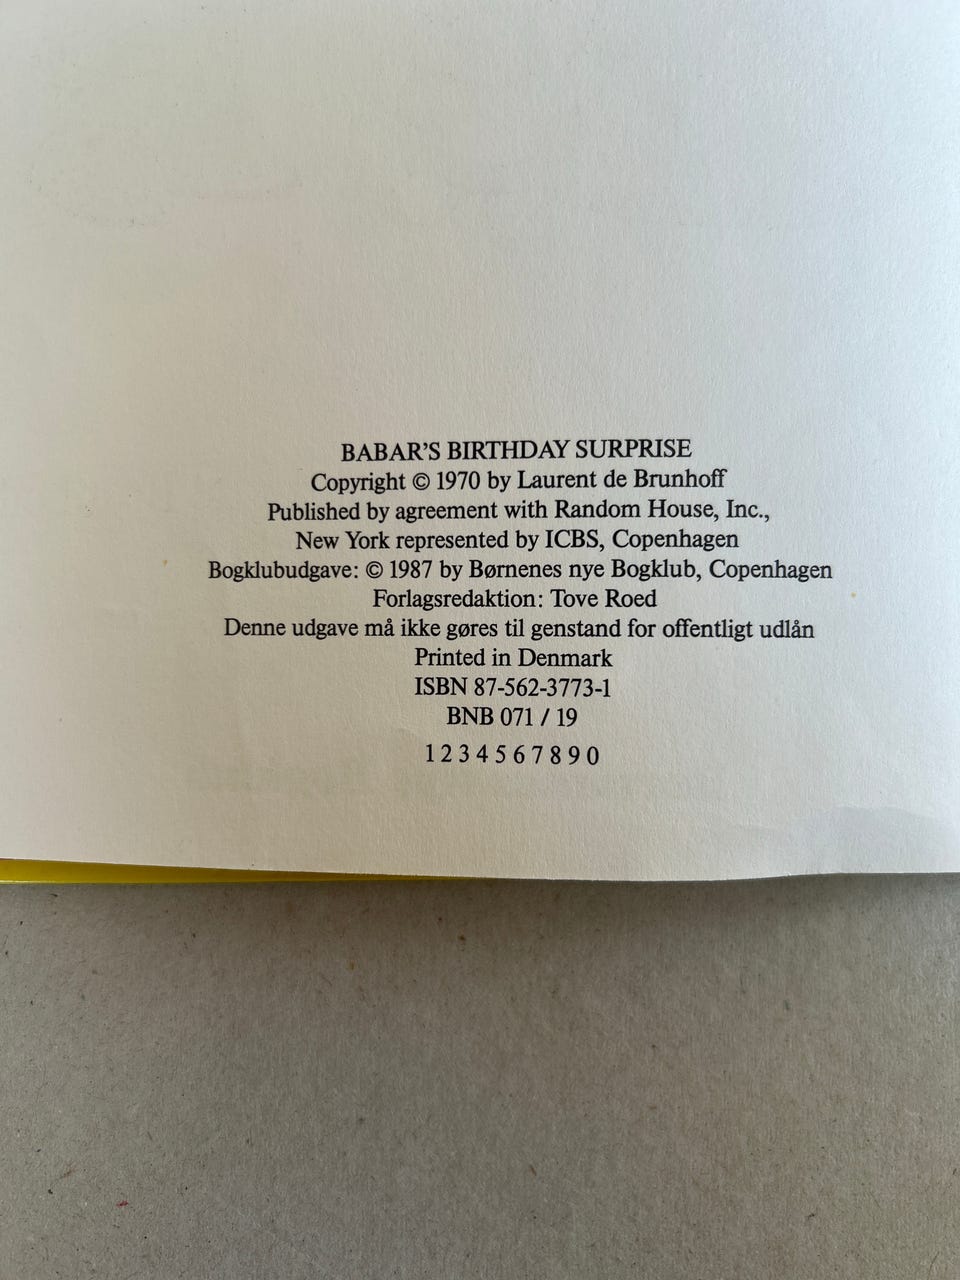 BABAR'S BIRTHDAY SURPRISE
Copyright © 1970 by Laurent de Brunhoff
Published by agreement with Random House, Inc.,
New York represented by ICBS, Copenhagen
Bogklubudgave: © 1987 by Børnenes nye Bogklub, Copenhagen
Forlagsredaktion: Tove Roed
Denne udgave må ikke gøres til genstand for offentligt udlån
Printed in Denmark
ISBN 87-562-3773-1
BNB 071 / 19
1 2 3 4 5 6 7 8 9 0